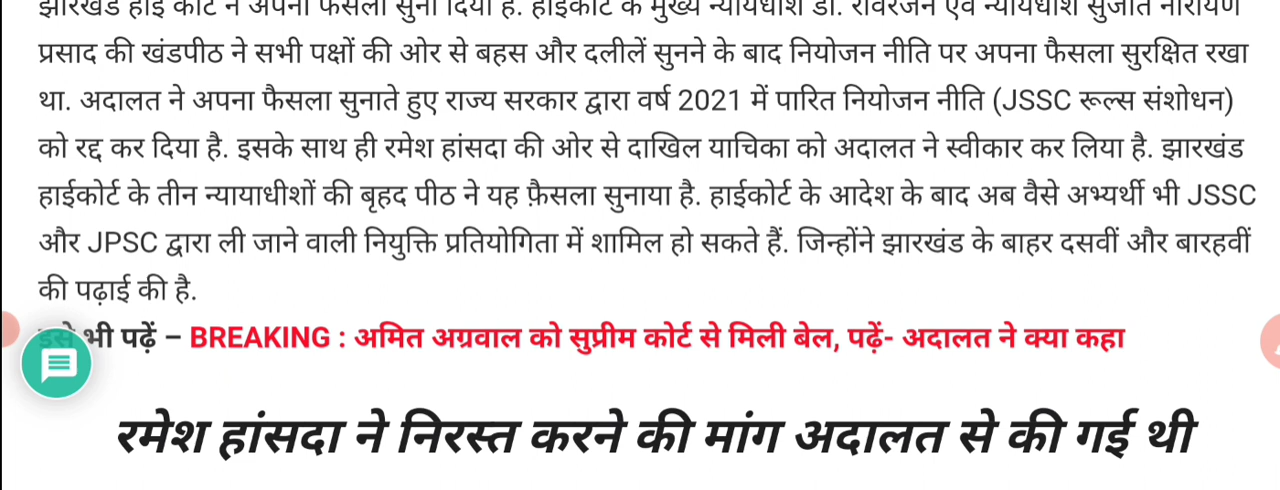 झारखंड हाई कोर्ट ने अपना फैसला सुना दिया है. हाईकोर्ट के मुख्य न्यायधीश डॉ. रविरंजन एवं न्यायधीश सुजीत नारायण
प्रसाद की खंडपीठ ने सभी पक्षों की ओर से बहस और दलीलें सुनने के बाद नियोजन नीति पर अपना फैसला सुरक्षित रखा
था. अदालत ने अपना फैसला सुनाते हुए राज्य सरकार द्वारा वर्ष 2021 में पारित नियोजन नीति (JSSC रूल्स संशोधन)
को रद्द कर दिया है. इसके साथ ही रमेश हांसदा की ओर से दाखिल याचिका को अदालत ने स्वीकार कर लिया है. झारखंड
हाईकोर्ट के तीन न्यायाधीशों की बृहद पीठ ने यह फ़ैसला सुनाया है. हाईकोर्ट के आदेश के बाद अब वैसे अभ्यर्थी भी JSSC
और JPSC द्वारा ली जाने वाली नियुक्ति प्रतियोगिता में शामिल हो सकते हैं. जिन्होंने झारखंड के बाहर दसवीं और बारहवीं
की पढ़ाई की है.
इसे भी पढ़ें – BREAKING : अमित अग्रवाल को सुप्रीम कोर्ट से मिली बेल, पढ़ें- अदालत ने क्या कहा
रमेश हांसदा ने निरस्त करने की मांग अदालत से की गई थी